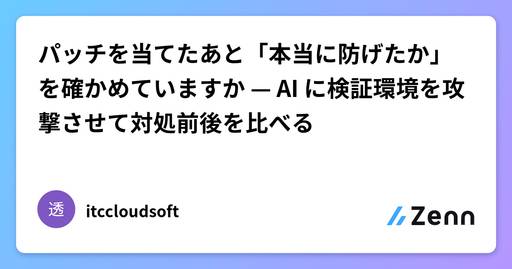 パッチを当てたあと「本当に防げたか」
を確かめていますか — AI に検証環境を攻
撃させて対処前後を比べる
透
itccloudsoft
Zenn